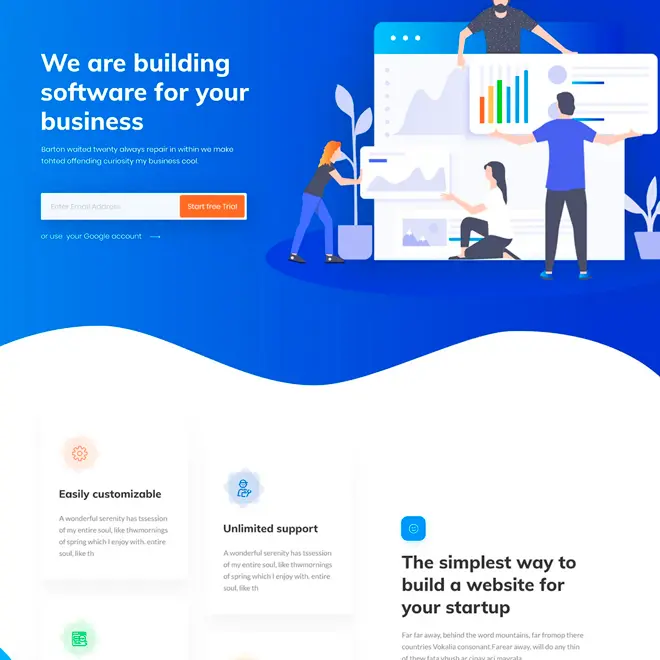 We are building
software for your
business
Barton waited twenty always repair in within we make
tohted offending curiosity my business cool.
Enter Email Address
Start free Trial
or use your Google account
Easily customizable
A wonderful serenity has tssession
of my entire soul, like thwmornings
of spring which I enjoy with. entire
soul, like th
Unlimited support
A wonderful serenity has tssession
of my entire soul, like thwmornings
of spring which I enjoy with. entire
soul, like th
The simplest way to
build a website for
your startup
Far far away, behind the word mountains, far fromop there
countries Vokalia consonant.Farear away, will do any